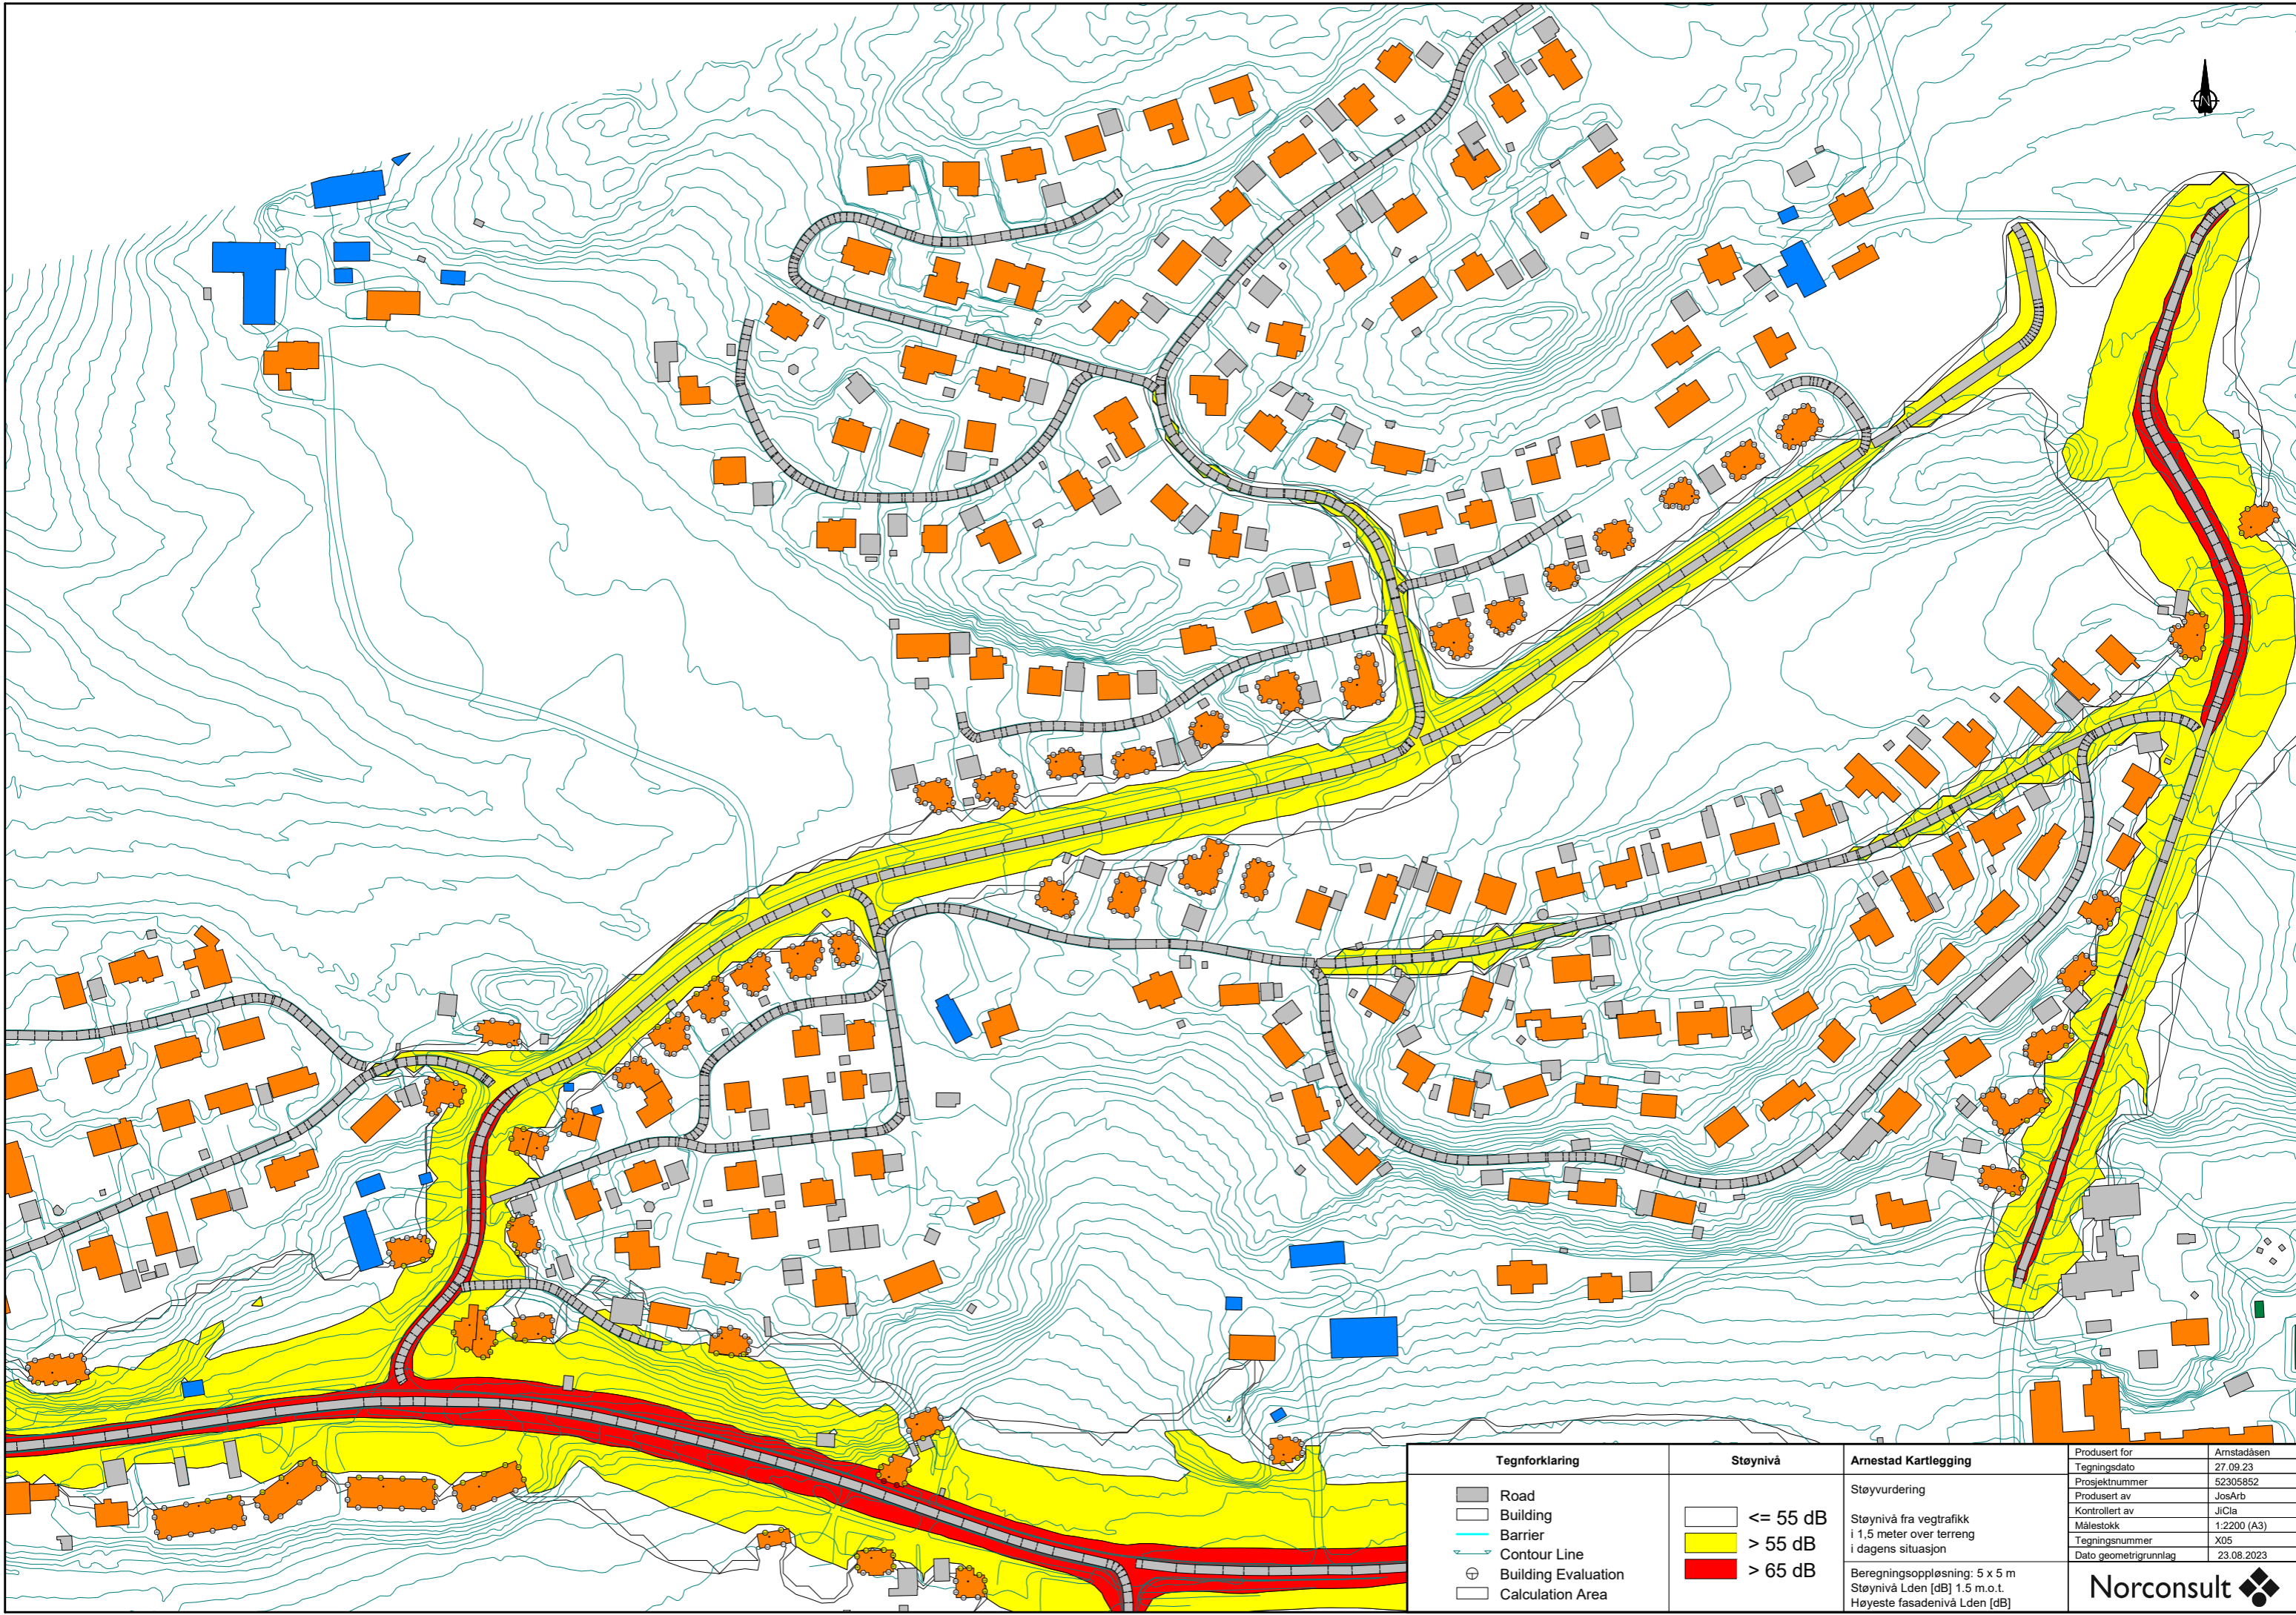 N
Tegnforklaring
Road
Building
Barrier
Contour Line
Building Evaluation
Calculation Area
Støynivå
<= 55 dB
> 55 dB
> 65 dB
Arnestad Kartlegging
Støyvurdering
Støynivå fra vegtrafikk
i 1,5 meter over terreng
i dagens situasjon
Beregningsoppløsning: 5 x 5 m
Støynivå Lden [dB] 1.5 m.o.t.
Høyeste fasadenivå Lden [dB]
Produsert for Arnstadåsen
Tegningsdato 27.09.23
Prosjektnummer 52305852
Produsert av JosArb
Kontrollert av JiCla
Målestokk 1:2200 (A3)
Tegningsnummer X05
Dato geometrigrunnlag 23.08.2023
Norconsult